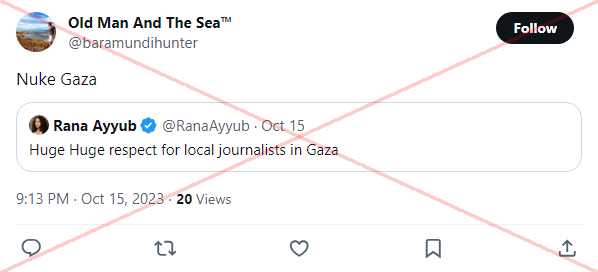 Old Man And The Sea™
@baramundihunter
Follow
Nuke Gaza
Rana Ayyub @RanaAyyub · Oct 15
Huge Huge respect for local journalists in Gaza
9:13 PM · Oct 15, 2023 · 20 Views